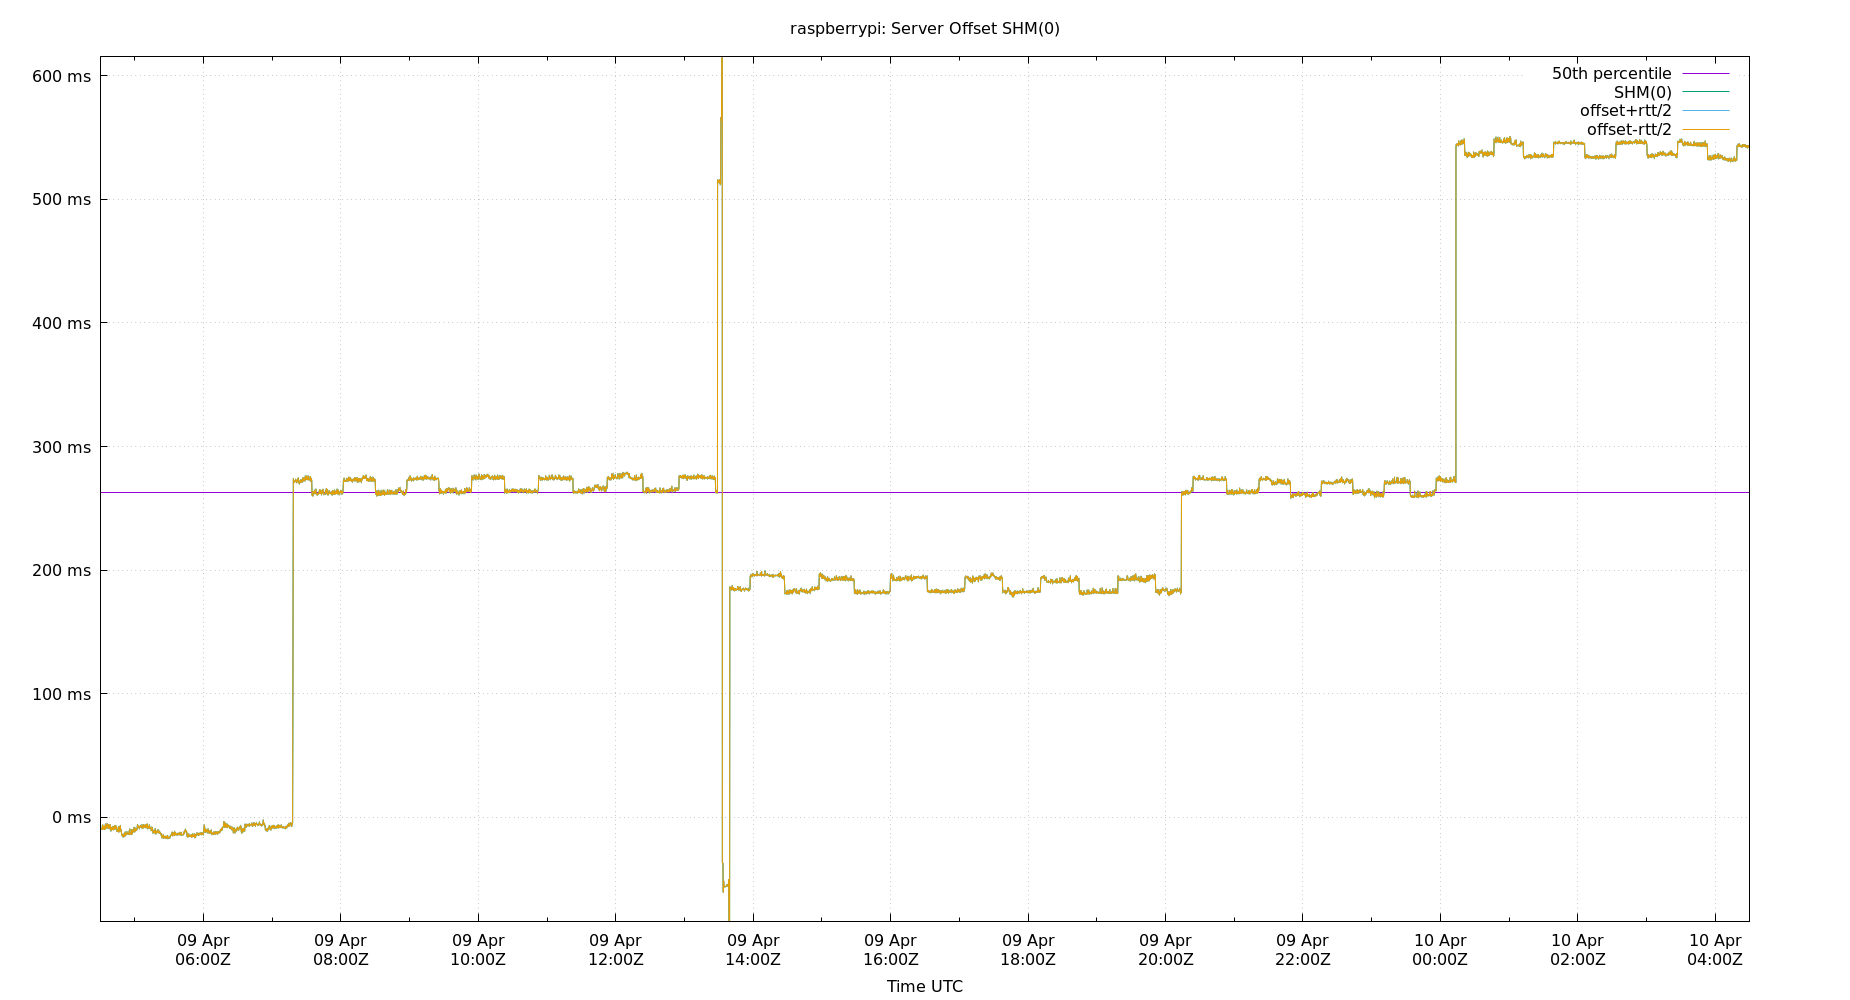 raspberrypi: Server Offset SHM(0)
600 ms
500 ms
400 ms
300 ms
200 ms
100 ms
0 ms
50th percentile
SHM(0)
offset+rtt/2
offset-rtt/2
09 Apr 09 Apr 09 Apr 09 Apr 09 Apr 09 Apr 09 Apr 09 Apr 09 Apr 10 Apr 10 Apr 10 Apr
06:00Z 08:00Z 10:00Z 12:00Z 14:00Z 16:00Z 18:00Z 20:00Z 22:00Z 00:00Z 02:00Z 04:00Z
Time UTC